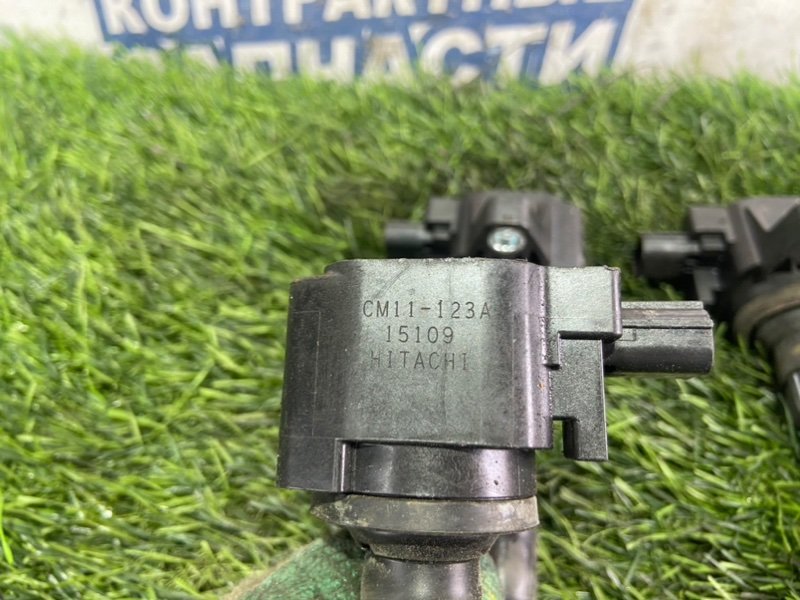 КОНТРАКТНЫЕ
ЗАПЧАСТИ
CM11-123A
15109
HITACHI